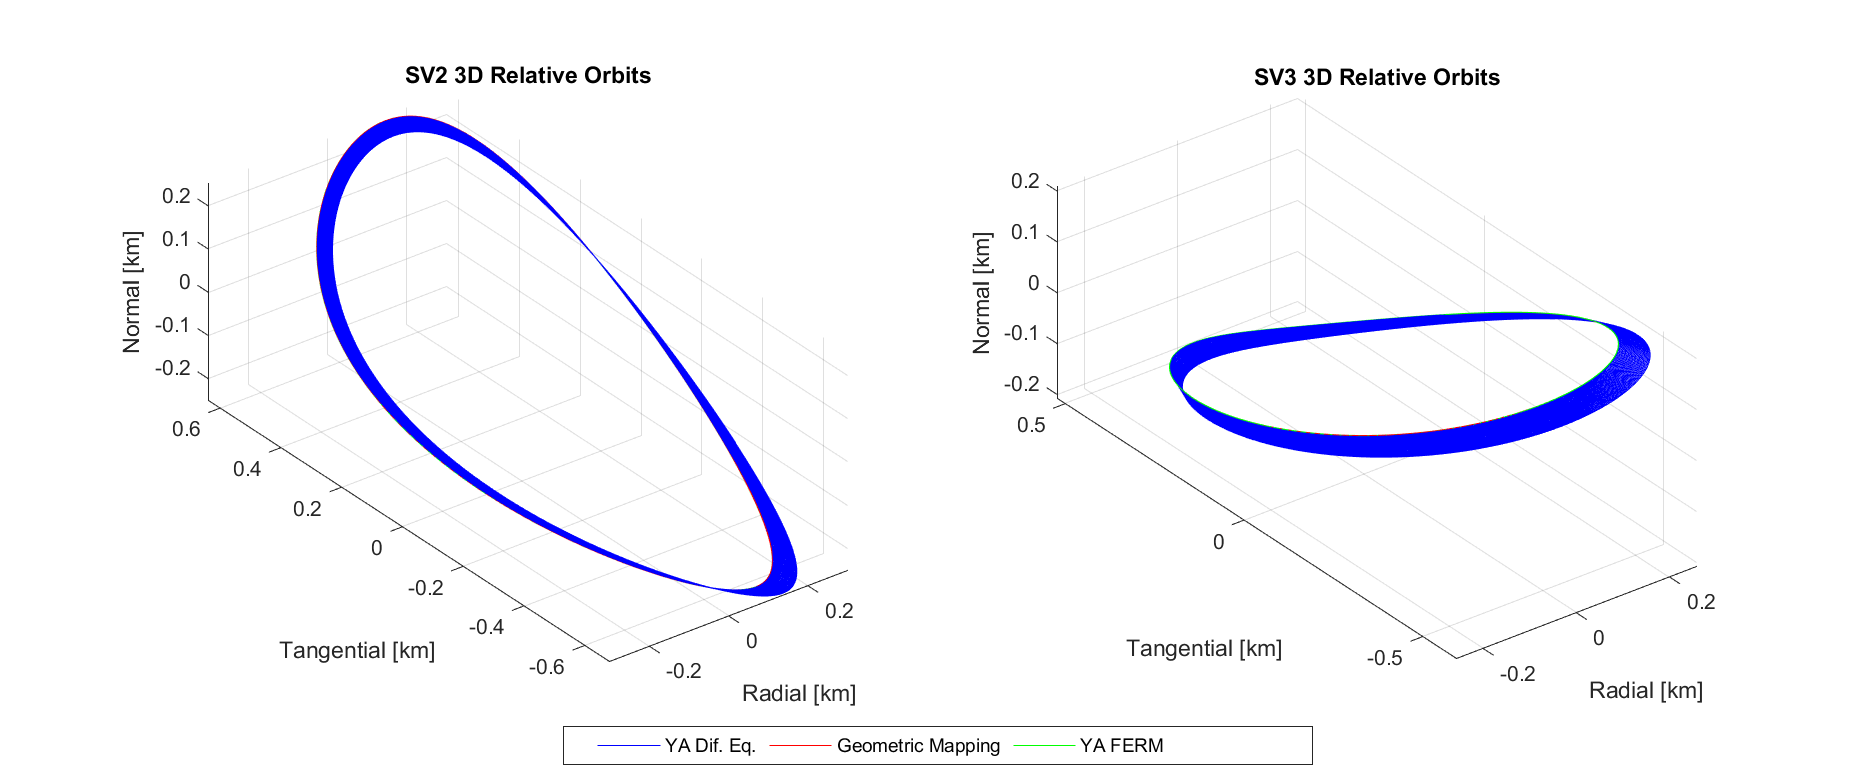 SV2 3D Relative Orbits
Normal [km]
0.2
0.1
0
-0.1
-0.2
0.6
0.4
0.2
0
-0.2
-0.4
-0.6
Tangential [km]
-0.2
0
0.2
Radial [km]
SV3 3D Relative Orbits
Normal [km]
0.2
0.1
0
-0.1
-0.2
0.5
0
-0.5
Tangential [km]
-0.2
0
0.2
Radial [km]
YA Dif. Eq. Geometric Mapping YA FERM